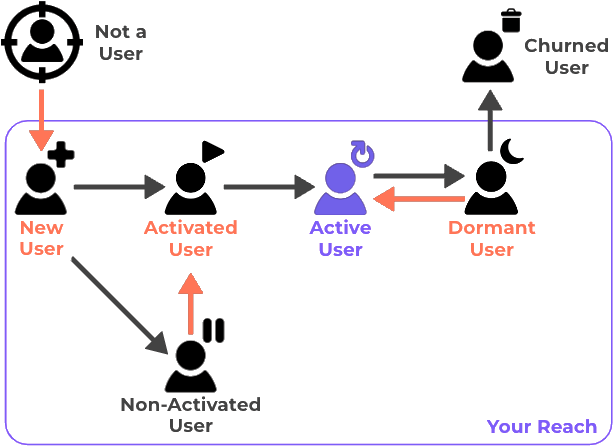 Not a
User
Churned
User
New
User
Activated
User
Active
User
Dormant
User
Non-Activated
User
Your Reach